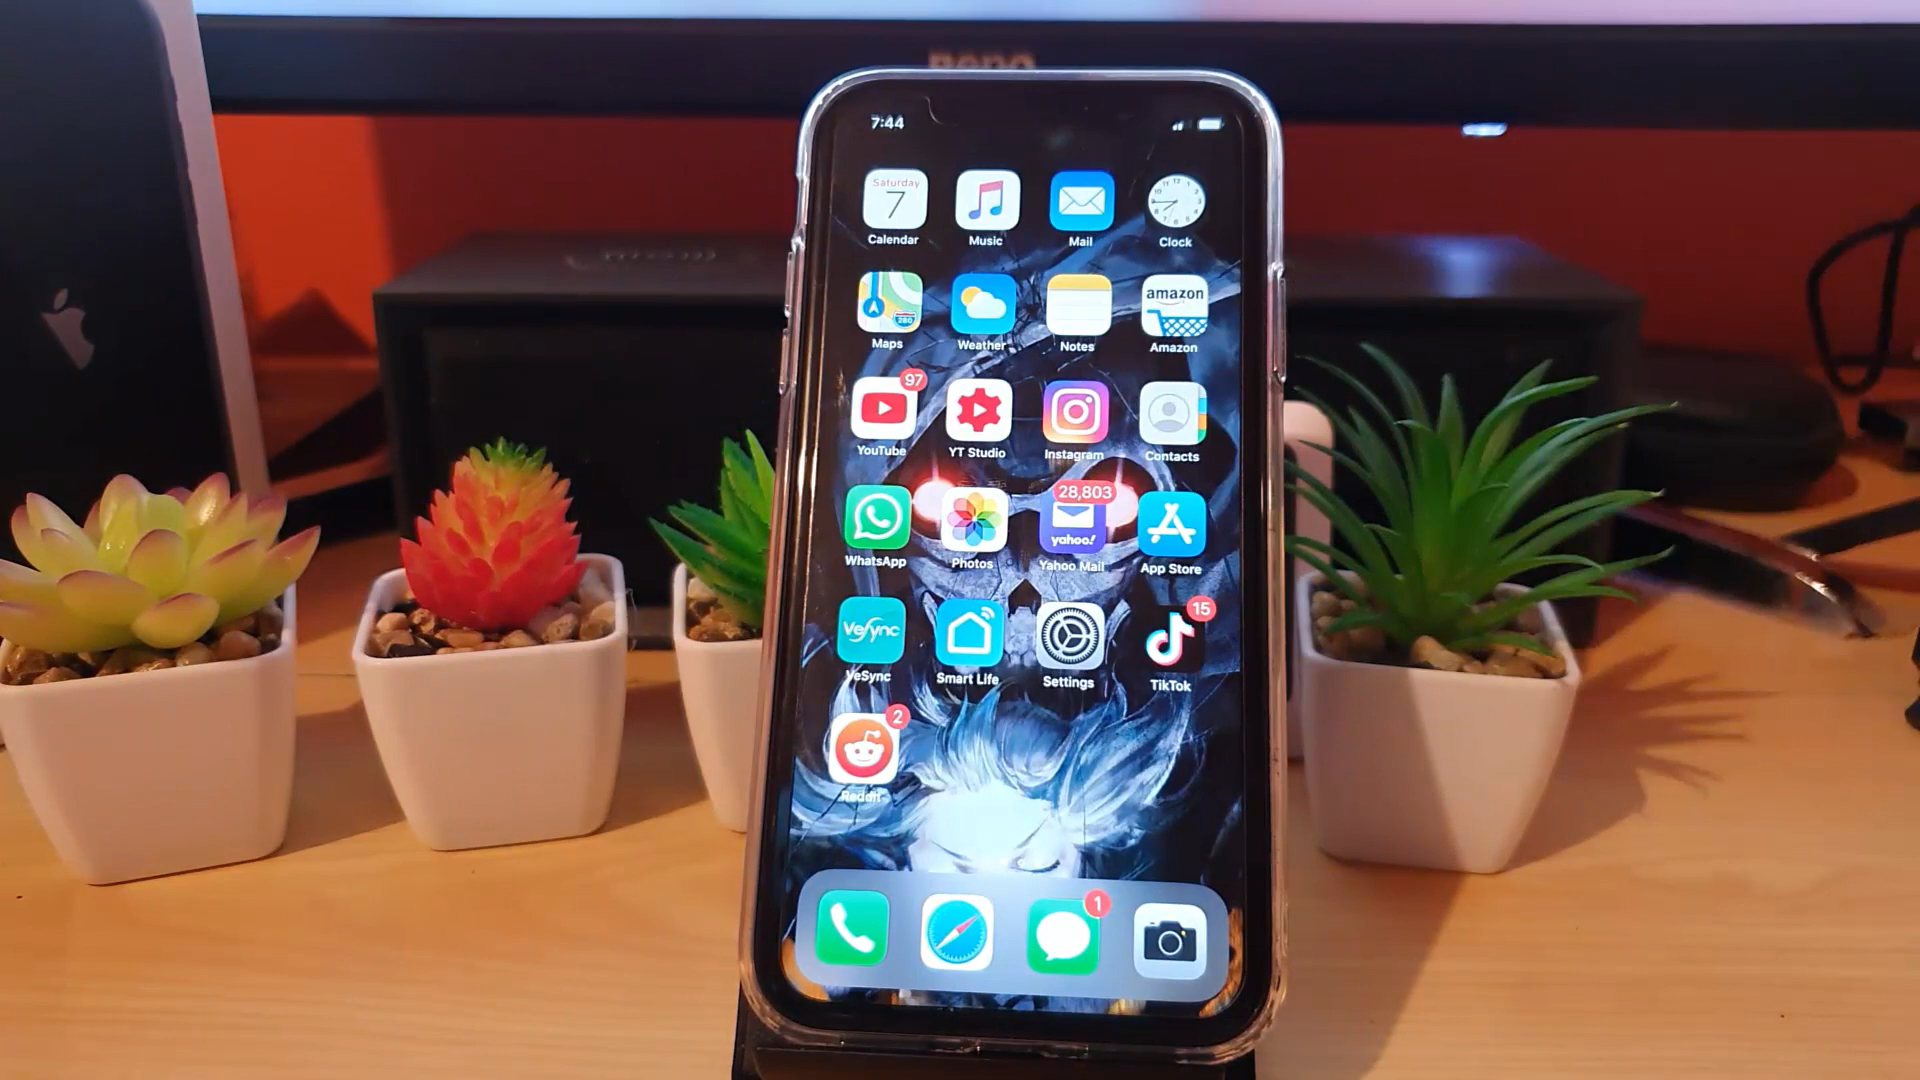 BenQ
7:44
Saturday
7
Calendar
Music
Mail
Clock
280
Maps
Weather
Notes
amazon
Amazon
97
YouTube
YT Studio
Instagram
Contacts
WhatsApp
Photos
28,803
yahoo!
Yahoo Mail
App Store
VeSync
VeSync
Smart Life
Settings
15
TikTok
2
Reddit
1